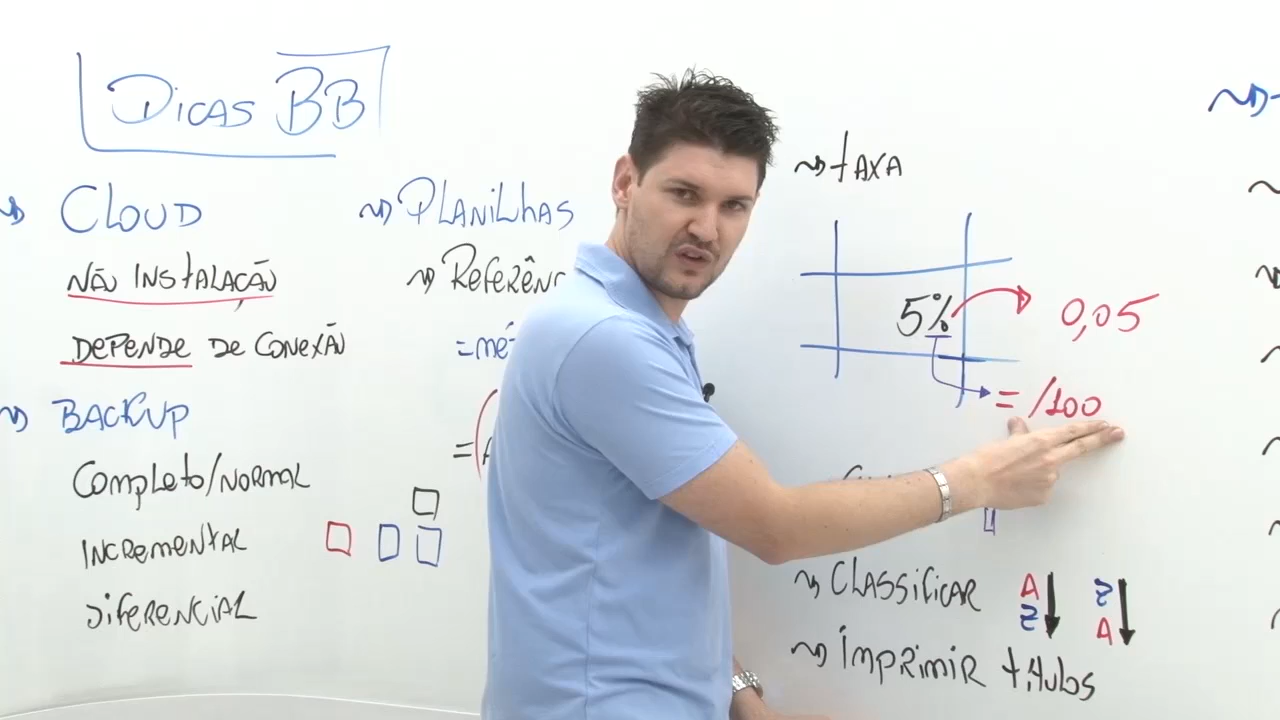 Dicas BB
Cloud
Não Instalação
Depende de Conexão
Backup
Completo/Normal
Incremental
Diferencial
Planilhas
Referênc
=mé
=
taxa
5% 0,05
= /100
Classificar A Z Z A
Imprimir títulos